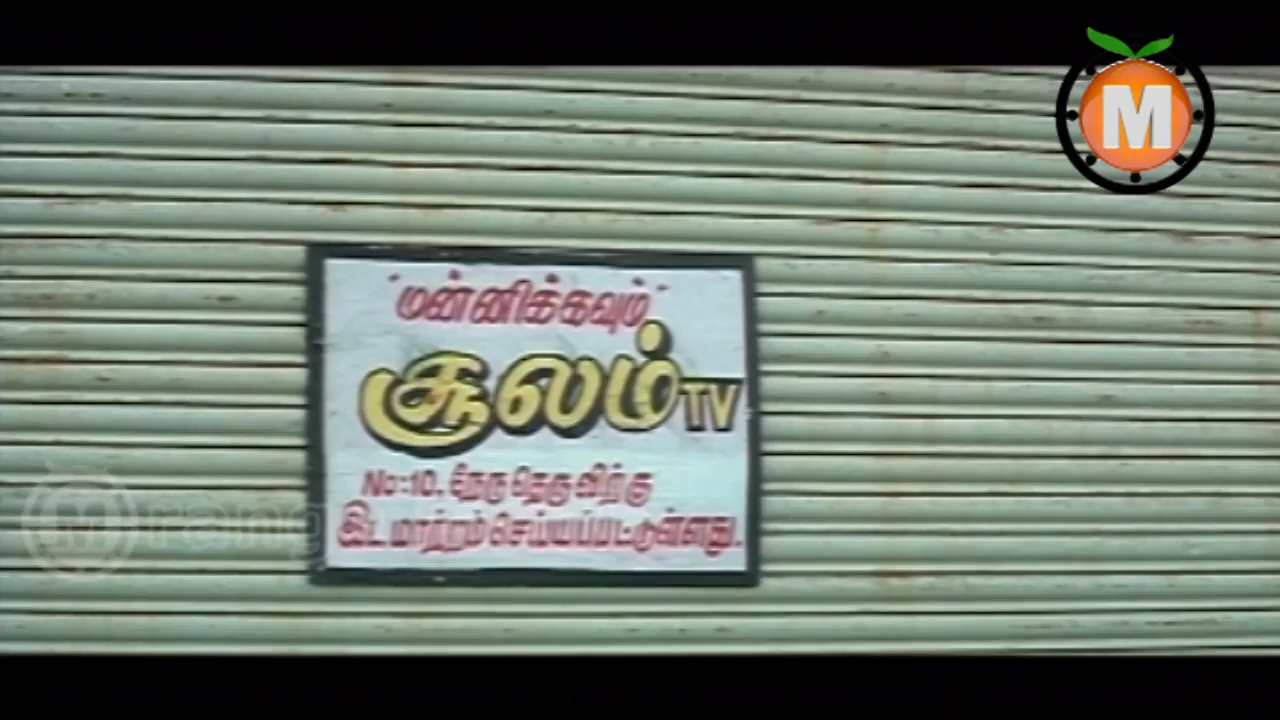 "மன்னிக்கவும்"
சூலம் TV
No:10, நேரு தெருவிற்கு
இடமாற்றம் செய்யப்பட்டுள்ளது.
M